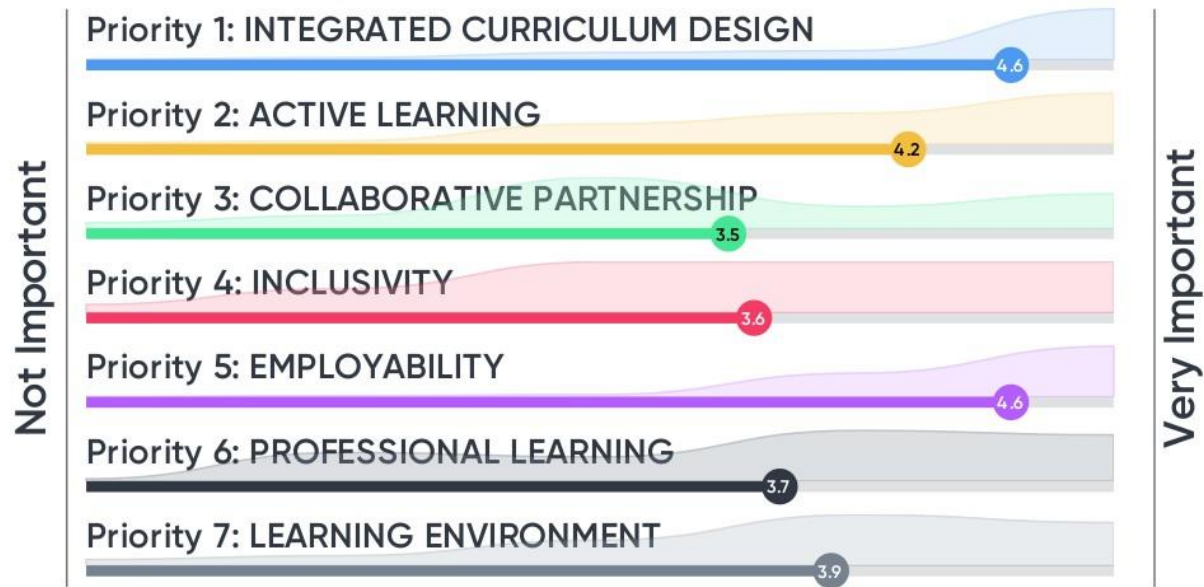 Not Important
Priority 1: INTEGRATED CURRICULUM DESIGN
4.6
Priority 2: ACTIVE LEARNING
4.2
Priority 3: COLLABORATIVE PARTNERSHIP
3.5
Priority 4: INCLUSIVITY
3.6
Priority 5: EMPLOYABILITY
4.6
Priority 6: PROFESSIONAL LEARNING
3.7
Priority 7: LEARNING ENVIRONMENT
3.9
Very Important